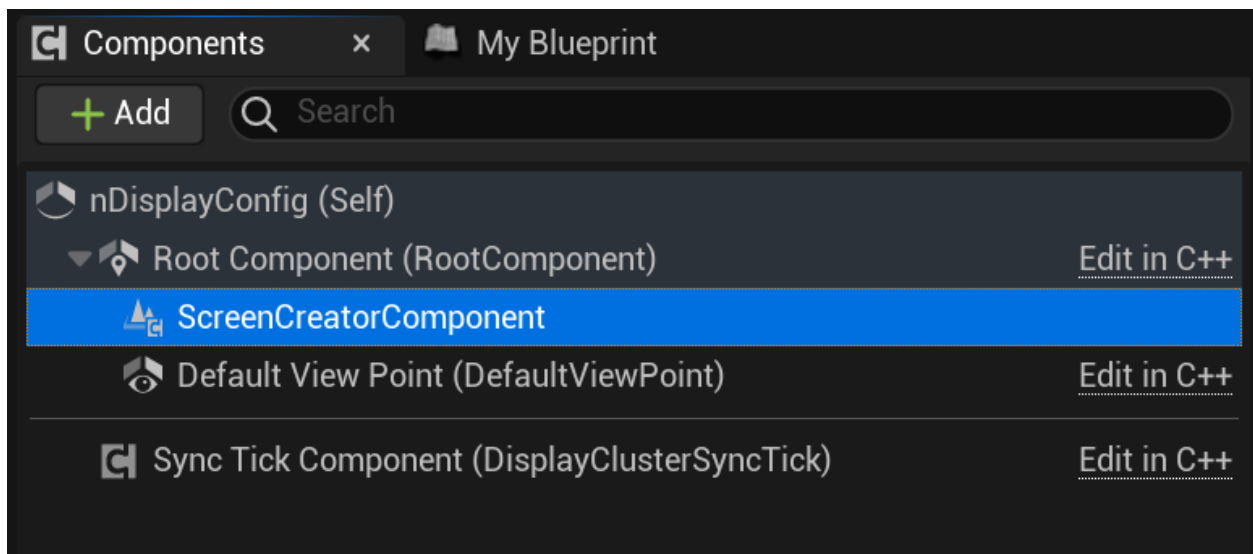 Components × My Blueprint
+ Add Search
nDisplayConfig (Self)
Root Component (RootComponent) Edit in C++
ScreenCreatorComponent
Default View Point (DefaultViewPoint) Edit in C++
Sync Tick Component (DisplayClusterSyncTick) Edit in C++